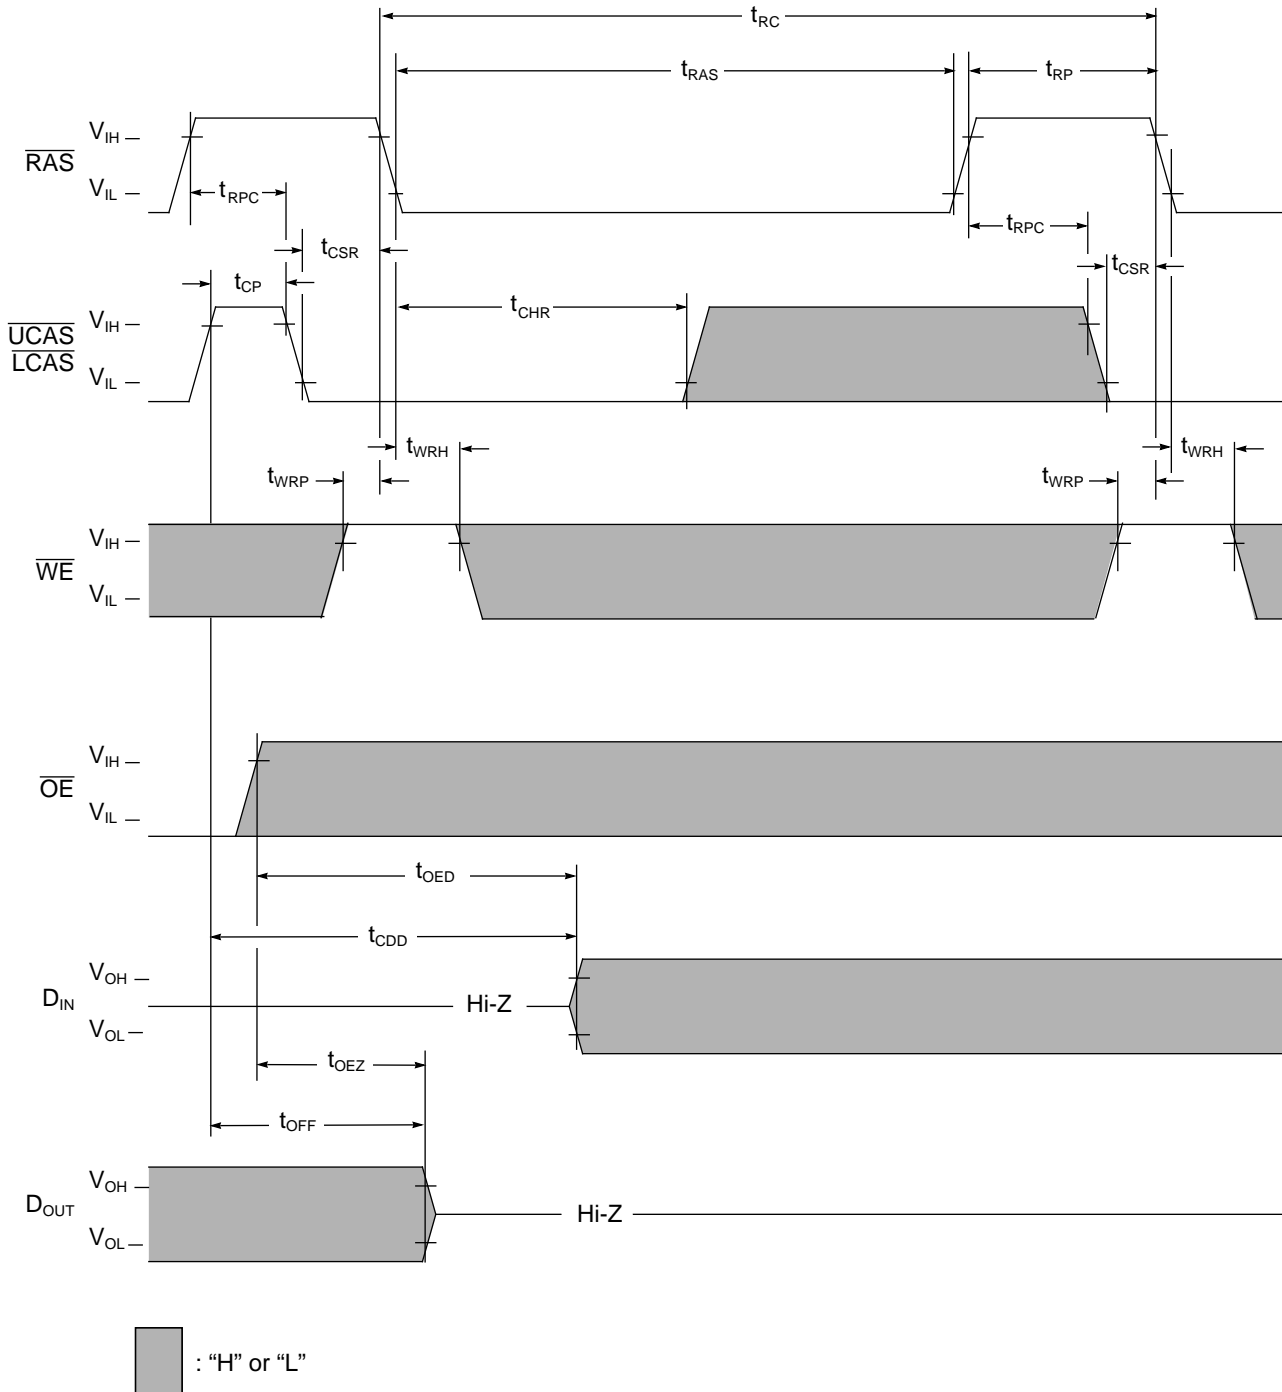 tRC
tRAS
tRP
RAS
VIH
VIL
tRPC
tRPC
tCSR
tCSR
tCP
tCHR
UCAS
LCAS
VIH
VIL
tWRH
tWRH
tWRP
tWRP
WE
VIH
VIL
OE
VIH
VIL
tOED
tCDD
DIN
VOH
VOL
Hi-Z
tOEZ
tOFF
DOUT
VOH
VOL
Hi-Z
: “H” or “L”